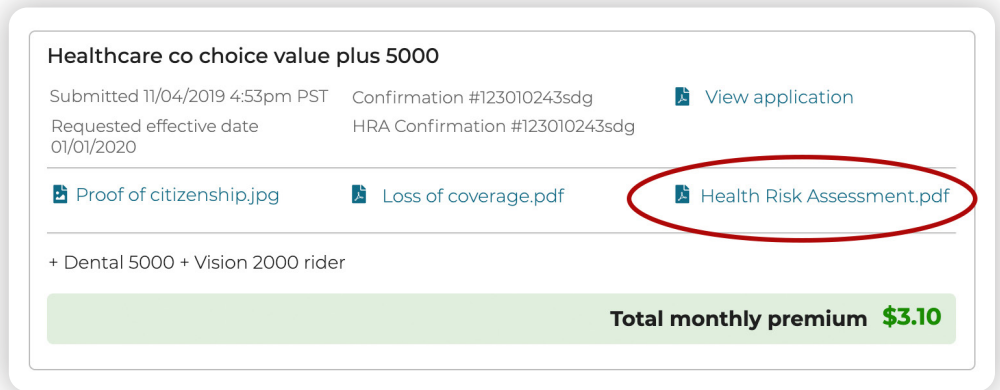 Healthcare co choice value plus 5000
Submitted 11/04/2019 4:53pm PST
Confirmation #123010243sdg
View application
Requested effective date
01/01/2020
HRA Confirmation #123010243sdg
Proof of citizenship.jpg
Loss of coverage.pdf
Health Risk Assessment.pdf
+ Dental 5000 + Vision 2000 rider
Total monthly premium $3.10